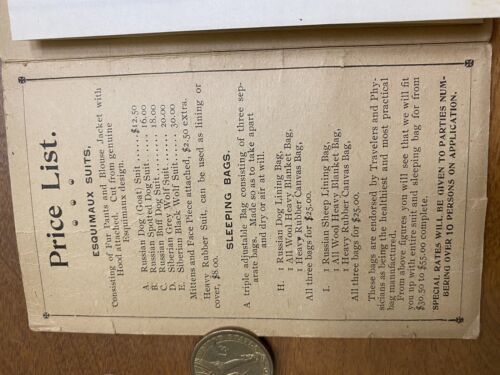 Price List.
ESQUIMAUX SUITS,
Consisting of Fur Pants and Blouse Jacket with
Hood attached. Cut from genuine
Esquimaux design.
A. Russian Dog (Goat) Suit ......$12.50
B. Russian Spotted Dog Suit..... 16.00
C. Russian Buff Dog Suit........ 18.00
D. Siberian Grey Wolf Suit...... 20.00
E. Siberian Black Wolf Suit..... 30.00
Mittens and Face Piece attached, $2.50 extra.
Heavy Rubber Suit, can be used as lining or
cover, $8.00.
SLEEPING BAGS.
A triple adjustable Bag consisting of three sep-
arate bags. Made so as to take apart
and dry or air at will.
H. 1 Russian Dog Lining Bag,
1 All Wool Heavy Blanket Bag,
1 Heavy Rubber Canvas Bag,
All three bags for $25.00.
I. 1 Russian Sheep Lining Bag,
1 All Wool Heavy Blanket Bag,
1 Heavy Rubber Canvas Bag,
All three bags for $25.00.
These bags are endorsed by Travelers and Phy-
sicians as being the healthiest and most practical
bag manufactured.
From above figures you will see that we will fit
you up with entire suit and sleeping bag for from
$30.50 to $55.00 complete.
SPECIAL RATES WILL BE GIVEN TO PARTIES NUM-
BERING OVER 10 PERSONS ON APPLICATION.